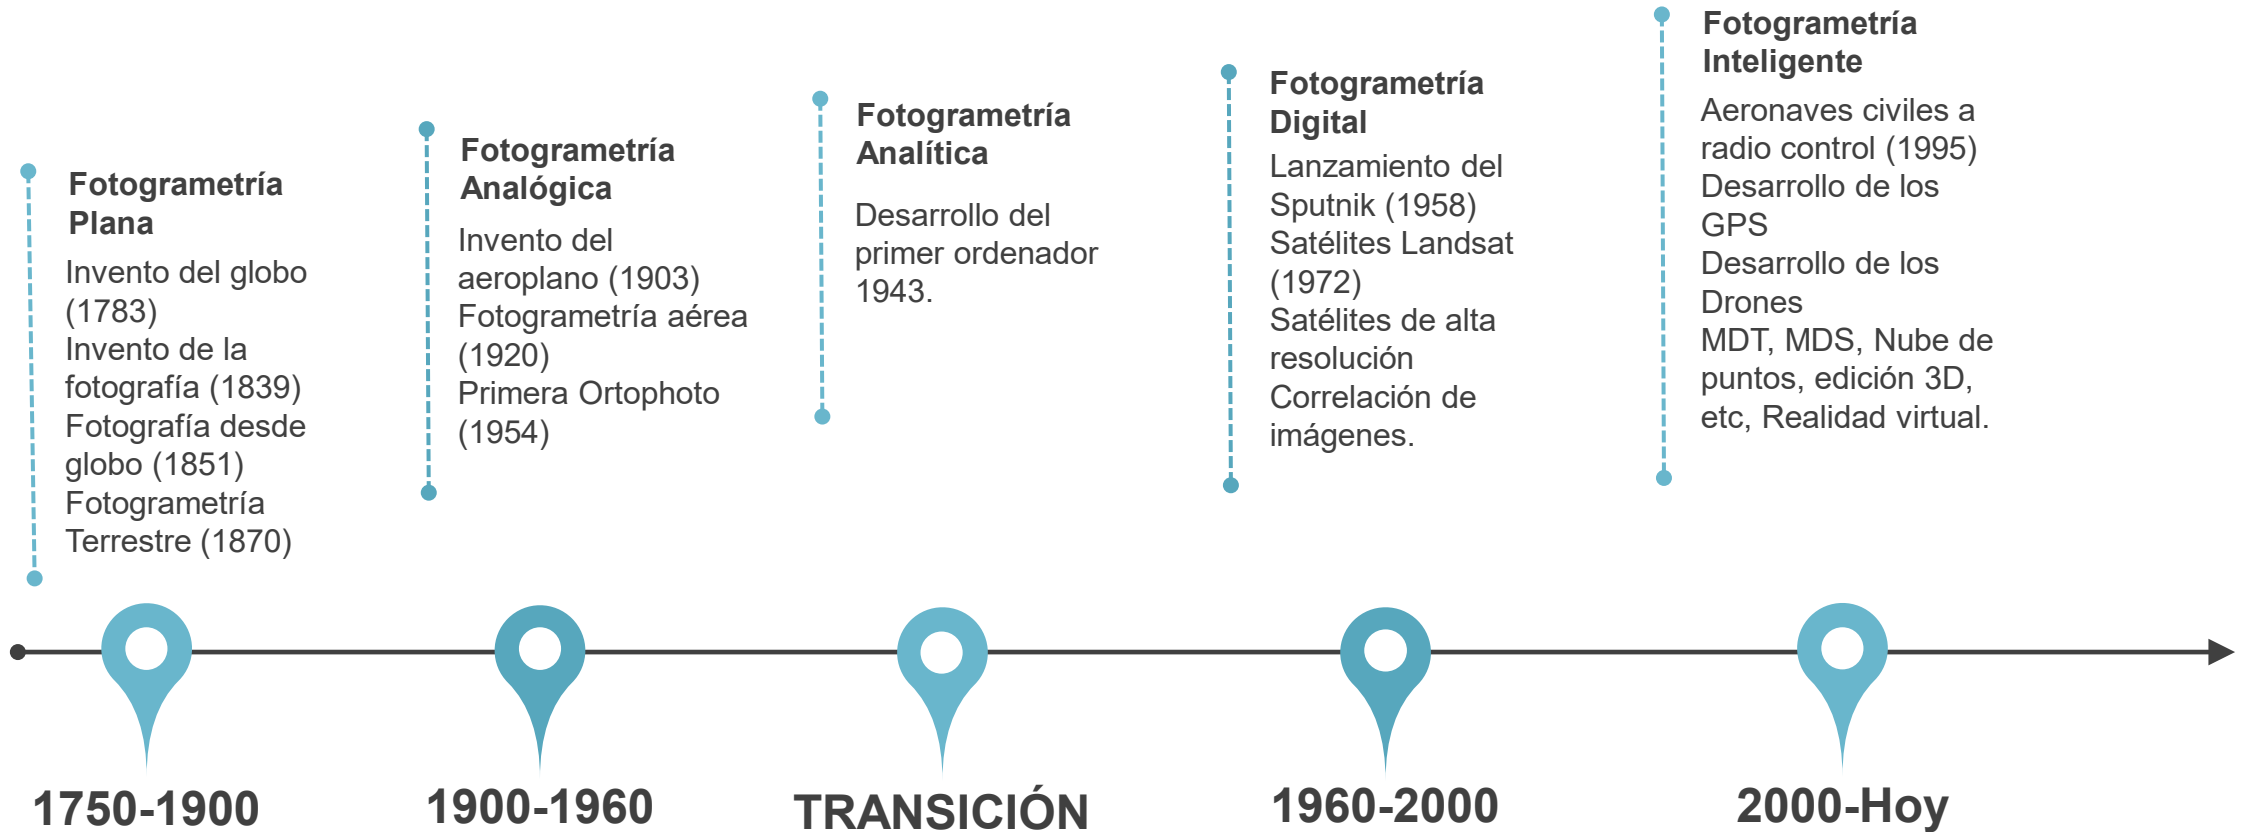 Fotogrametría
Plana
Invento del globo
(1783)
Invento de la
fotografía (1839)
Fotografía desde
globo (1851)
Fotogrametría
Terrestre (1870)
1750-1900
Fotogrametría
Analógica
Invento del
aeroplano (1903)
Fotogrametría aérea
(1920)
Primera Ortophoto
(1954)
1900-1960
Fotogrametría
Analítica
Desarrollo del
primer ordenador
1943.
TRANSICIÓN
Fotogrametría
Digital
Lanzamiento del
Sputnik (1958)
Satélites Landsat
(1972)
Satélites de alta
resolución
Correlación de
imágenes.
1960-2000
Fotogrametría
Inteligente
Aeronaves civiles a
radio control (1995)
Desarrollo de los
GPS
Desarrollo de los
Drones
MDT, MDS, Nube de
puntos, edición 3D,
etc, Realidad virtual.
2000-Hoy